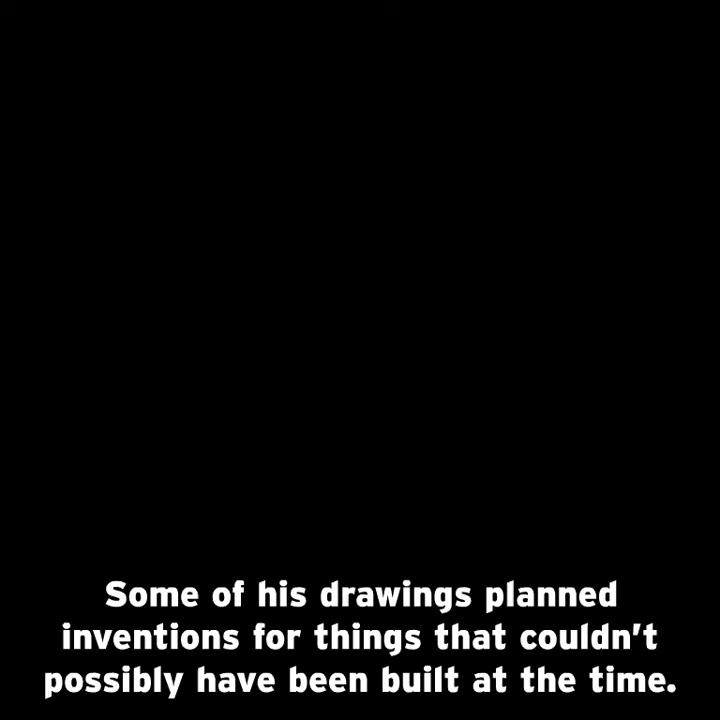 Some of his drawings planned
inventions for things that couldn't
possibly have been built at the time.